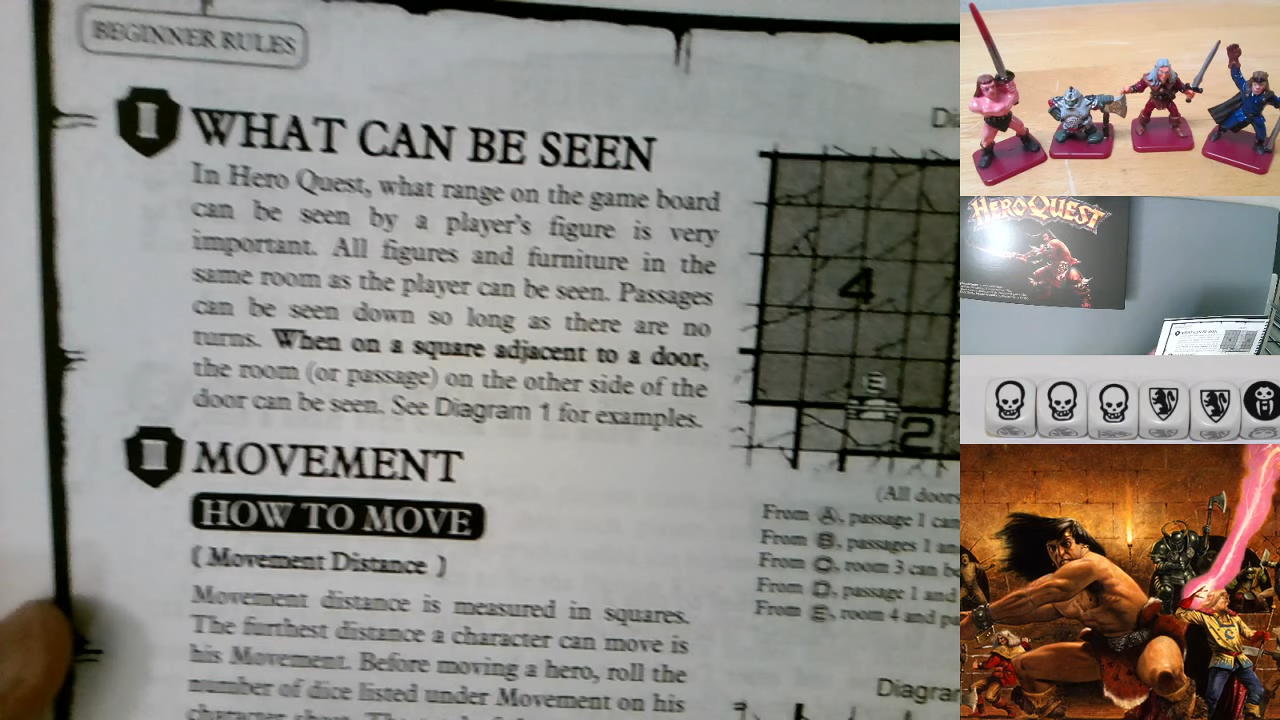 BEGINNER RULES
I WHAT CAN BE SEEN
In Hero Quest, what range on the game board
can be seen by a player's figure is very
important. All figures and furniture in the
same room as the player can be seen. Passages
can be seen down so long as there are no
turns. When on a square adjacent to a door,
the room (or passage) on the other side of the
door can be seen. See Diagram 1 for examples.
II MOVEMENT
HOW TO MOVE
( Movement Distance )
Movement distance is measured in squares.
The furthest distance a character can move is
his Movement. Before moving a hero, roll the
number of dice listed under Movement on his
4
E
2
(All doors
From A, passage 1 can
From B, passages 1 an
From C, room 3 can be
From D, passage 1 and
From E, room 4 and pa
Diagra
HEROQUEST